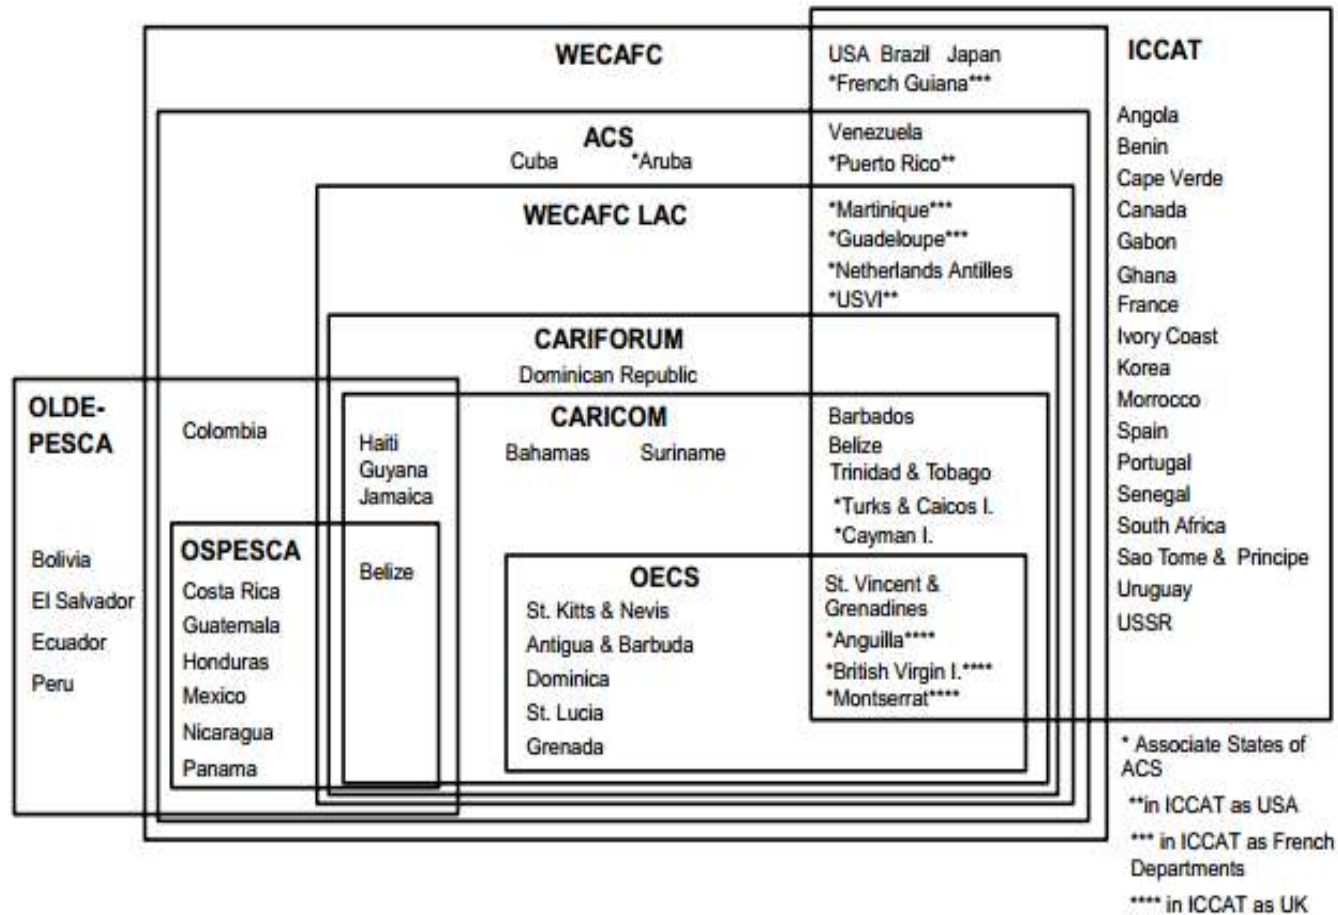 WECAFC
USA Brazil Japan
*French Guiana***
ICCAT
Angola
Benin
Cape Verde
Canada
Gabon
Ghana
France
Ivory Coast
Korea
Morrocco
Spain
Portugal
Senegal
South Africa
Sao Tome & Principe
Uruguay
USSR
ACS
Cuba *Aruba
Venezuela
*Puerto Rico**
WECAFC LAC
*Martinique***
*Guadeloupe***
*Netherlands Antilles
*USVI**
CARIFORUM
Dominican Republic
OLDE-
PESCA
Bolivia
El Salvador
Ecuador
Peru
Colombia
Haiti
Guyana
Jamaica
CARICOM
Bahamas Suriname
Barbados
Belize
Trinidad & Tobago
*Turks & Caicos I.
*Cayman I.
OSPESCA
Costa Rica
Guatemala
Honduras
Mexico
Nicaragua
Panama
Belize
OECS
St. Kitts & Nevis
Antigua & Barbuda
Dominica
St. Lucia
Grenada
St. Vincent &
Grenadines
*Anguilla****
*British Virgin I.****
*Montserrat****
* Associate States of
ACS
**in ICCAT as USA
*** in ICCAT as French
Departments
**** in ICCAT as UK